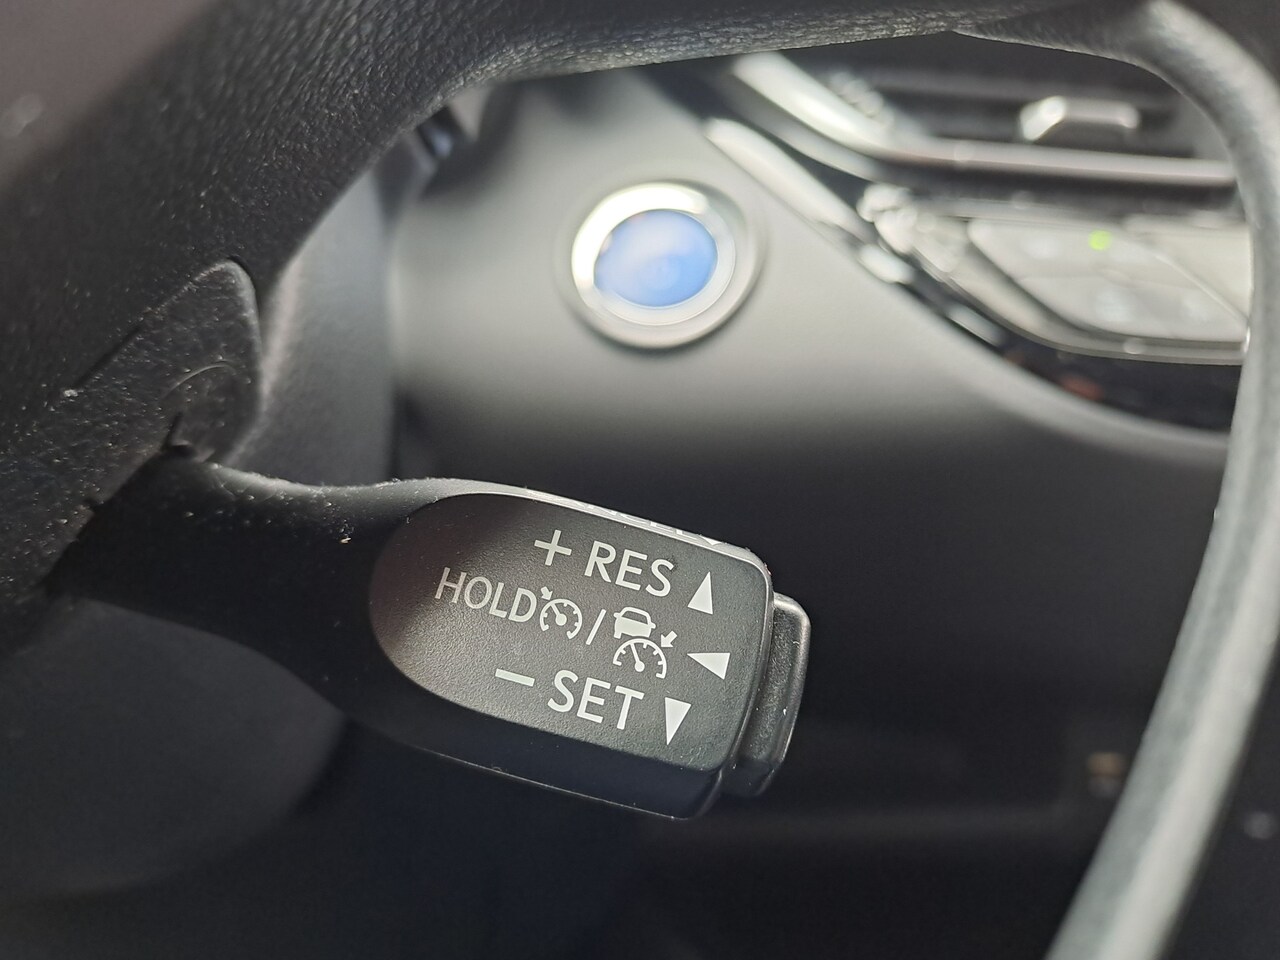 + RES
HOLD /
− SET